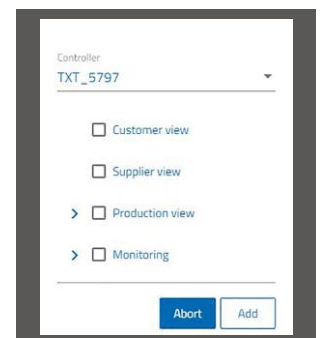 Controller
TXT_5797
Customer view
Supplier view
Production view
Monitoring
Abort Add